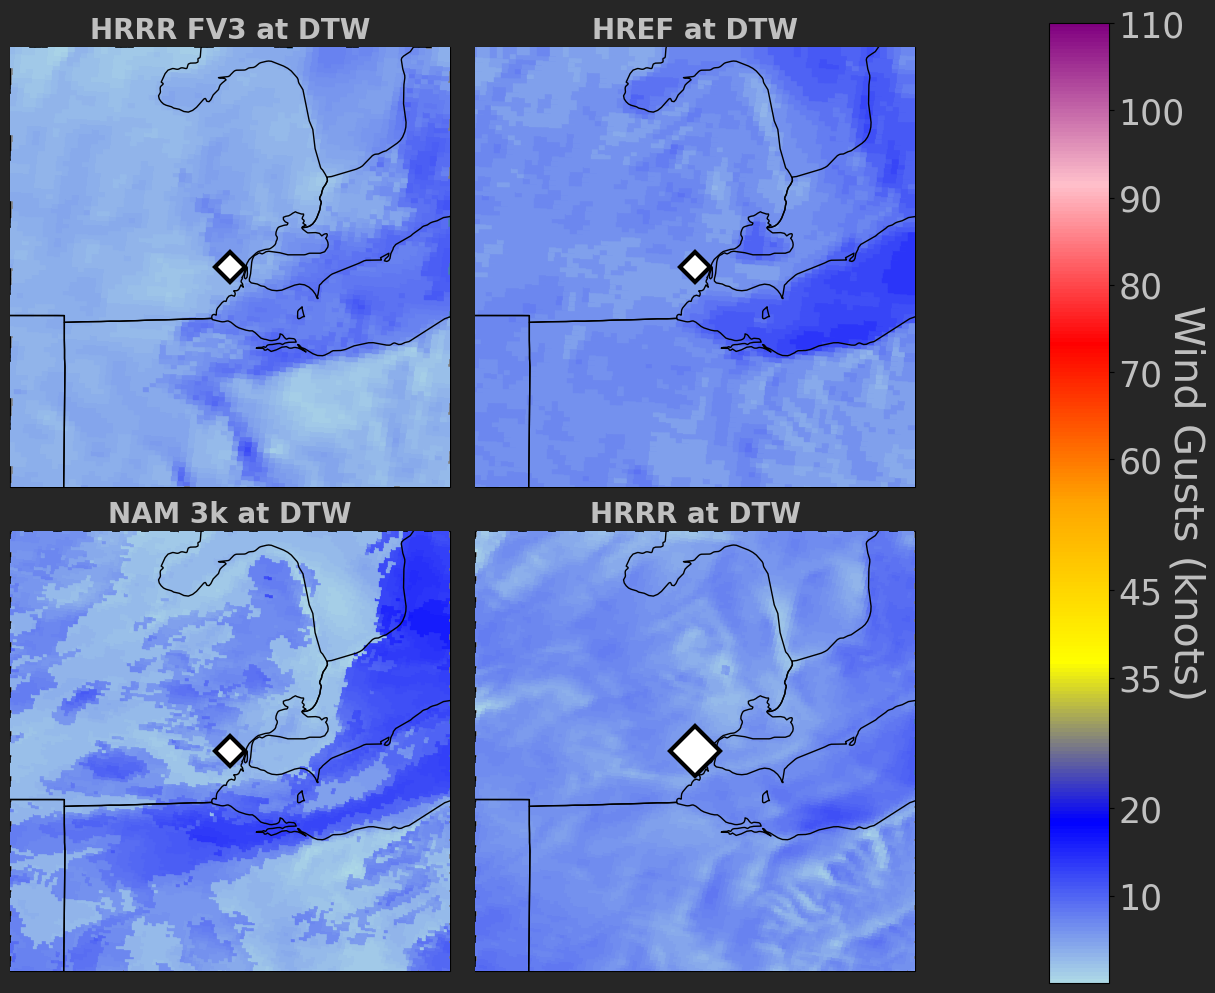 HRRR FV3 at DTW
HREF at DTW
NAM 3k at DTW
HRRR at DTW
110
100
90
80
70
60
45
35
20
10
Wind Gusts (knots)